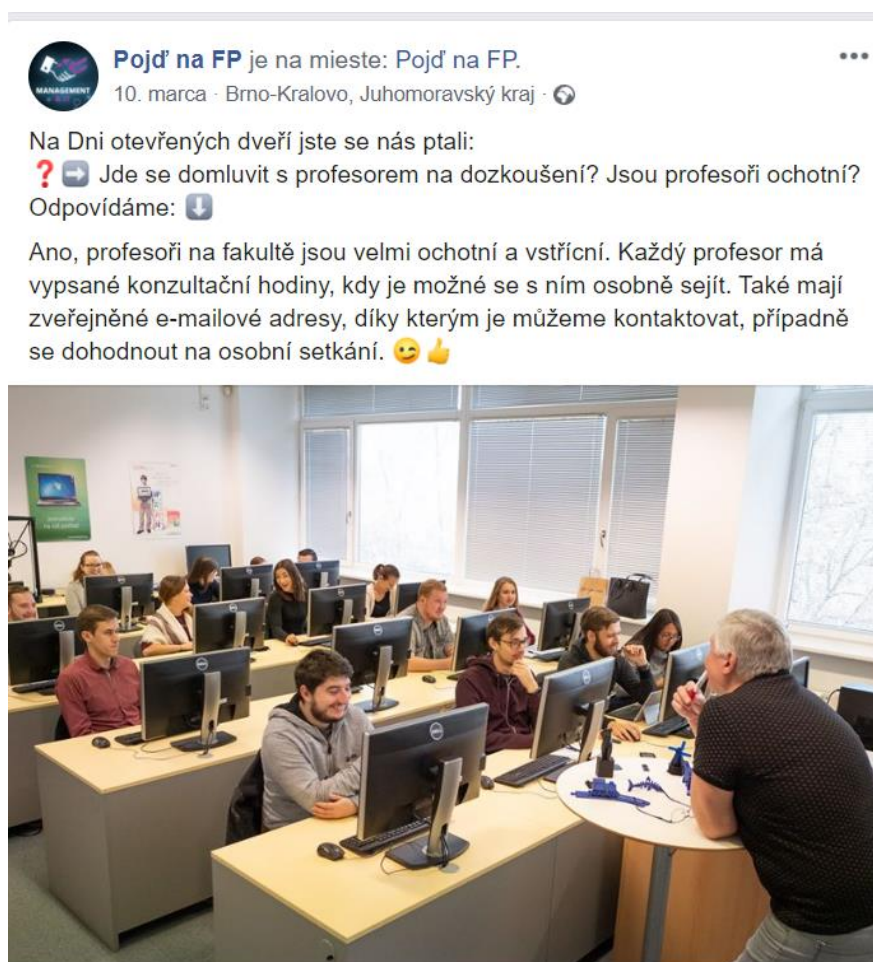 Pojď na FP je na mieste: Pojď na FP.
MANAGEMENT
10. marca · Brno-Kralovo, Juhomoravský kraj ·
Na Dni otevřených dveří jste se nás ptali:
❓➡️ Jde se domluvit s profesorem na dozkoušení? Jsou profesoři ochotní?
Odpovídáme: ⬇️
Ano, profesoři na fakultě jsou velmi ochotní a vstřícní. Každý profesor má
vypsané konzultační hodiny, kdy je možné se s ním osobně sejít. Také mají
zveřejněné e-mailové adresy, díky kterým je můžeme kontaktovat, případně
se dohodnout na osobní setkání. 😉👍